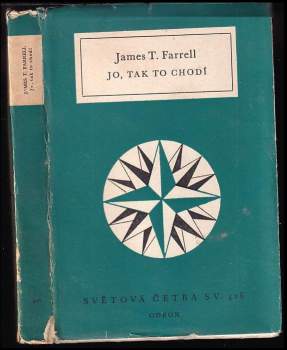 JAMES T. FARRELL
Jo, tak to chodí
James T. Farrell
JO, TAK TO CHODÍ
SVĚTOVÁ ČETBA SV.
ODEON